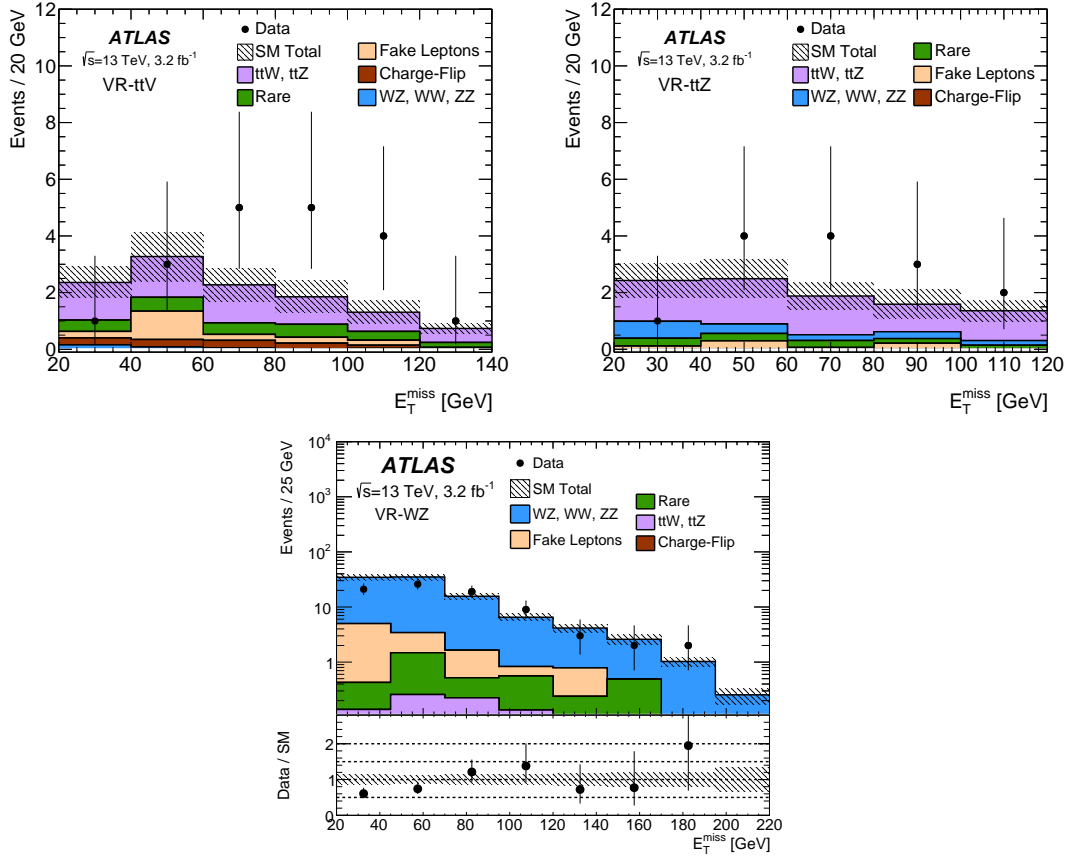 Events / 20 GeV
12
10
8
6
4
2
0
ATLAS
√s=13 TeV, 3.2 fb⁻¹
VR-ttV
Data
SM Total
ttW, ttZ
Rare
Fake Leptons
Charge-Flip
WZ, WW, ZZ
20 40 60 80 100 120 140
E_T^miss [GeV]
Events / 20 GeV
12
10
8
6
4
2
0
ATLAS
√s=13 TeV, 3.2 fb⁻¹
VR-ttZ
Data
SM Total
ttW, ttZ
WZ, WW, ZZ
Rare
Fake Leptons
Charge-Flip
20 30 40 50 60 70 80 90 100 110 120
E_T^miss [GeV]
Events / 25 GeV
10⁴
10³
10²
10
1
ATLAS
√s=13 TeV, 3.2 fb⁻¹
VR-WZ
Data
SM Total
WZ, WW, ZZ
Fake Leptons
Rare
ttW, ttZ
Charge-Flip
Data / SM
2
1
0
20 40 60 80 100 120 140 160 180 200 220
E_T^miss [GeV]